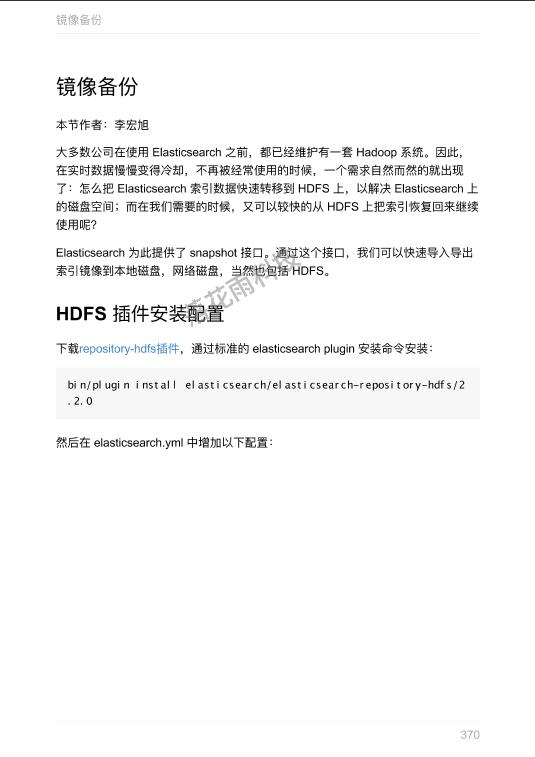 镜像备份
镜像备份
本节作者：李宏旭
大多数公司在使用 Elasticsearch 之前，都已经维护有一套 Hadoop 系统。因此，
在实时数据慢慢变得冷却，不再被经常使用的时候，一个需求自然而然的就出现
了：怎么把 Elasticsearch 索引数据快速转移到 HDFS 上，以解决 Elasticsearch 上
的磁盘空间；而在我们需要的时候，又可以较快的从 HDFS 上把索引恢复回来继续
使用呢？
Elasticsearch 为此提供了 snapshot 接口。通过这个接口，我们可以快速导入导出
索引镜像到本地磁盘，网络磁盘，当然也包括 HDFS。
HDFS 插件安装配置
下载repository-hdfs插件，通过标准的 elasticsearch plugin 安装命令安装：
bin/plugin install elasticsearch/elasticsearch-repository-hdfs/2
.2.0
然后在 elasticsearch.yml 中增加以下配置：
落花雨科技
370